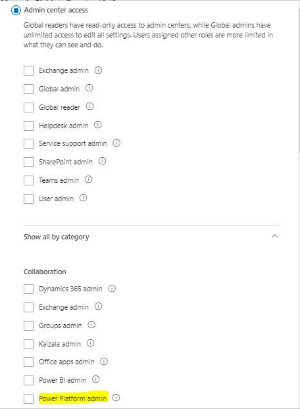 Admin center access
Global readers have read-only access to admin centers, while Global admins have
unlimited access to edit all settings. Users assigned other roles are more limited in
what they can see and do.
Exchange admin
Global admin
Global reader
Helpdesk admin
Service support admin
SharePoint admin
Teams admin
User admin
Show all by category
Collaboration
Dynamics 365 admin
Exchange admin
Groups admin
Kaizala admin
Office apps admin
Power BI admin
Power Platform admin